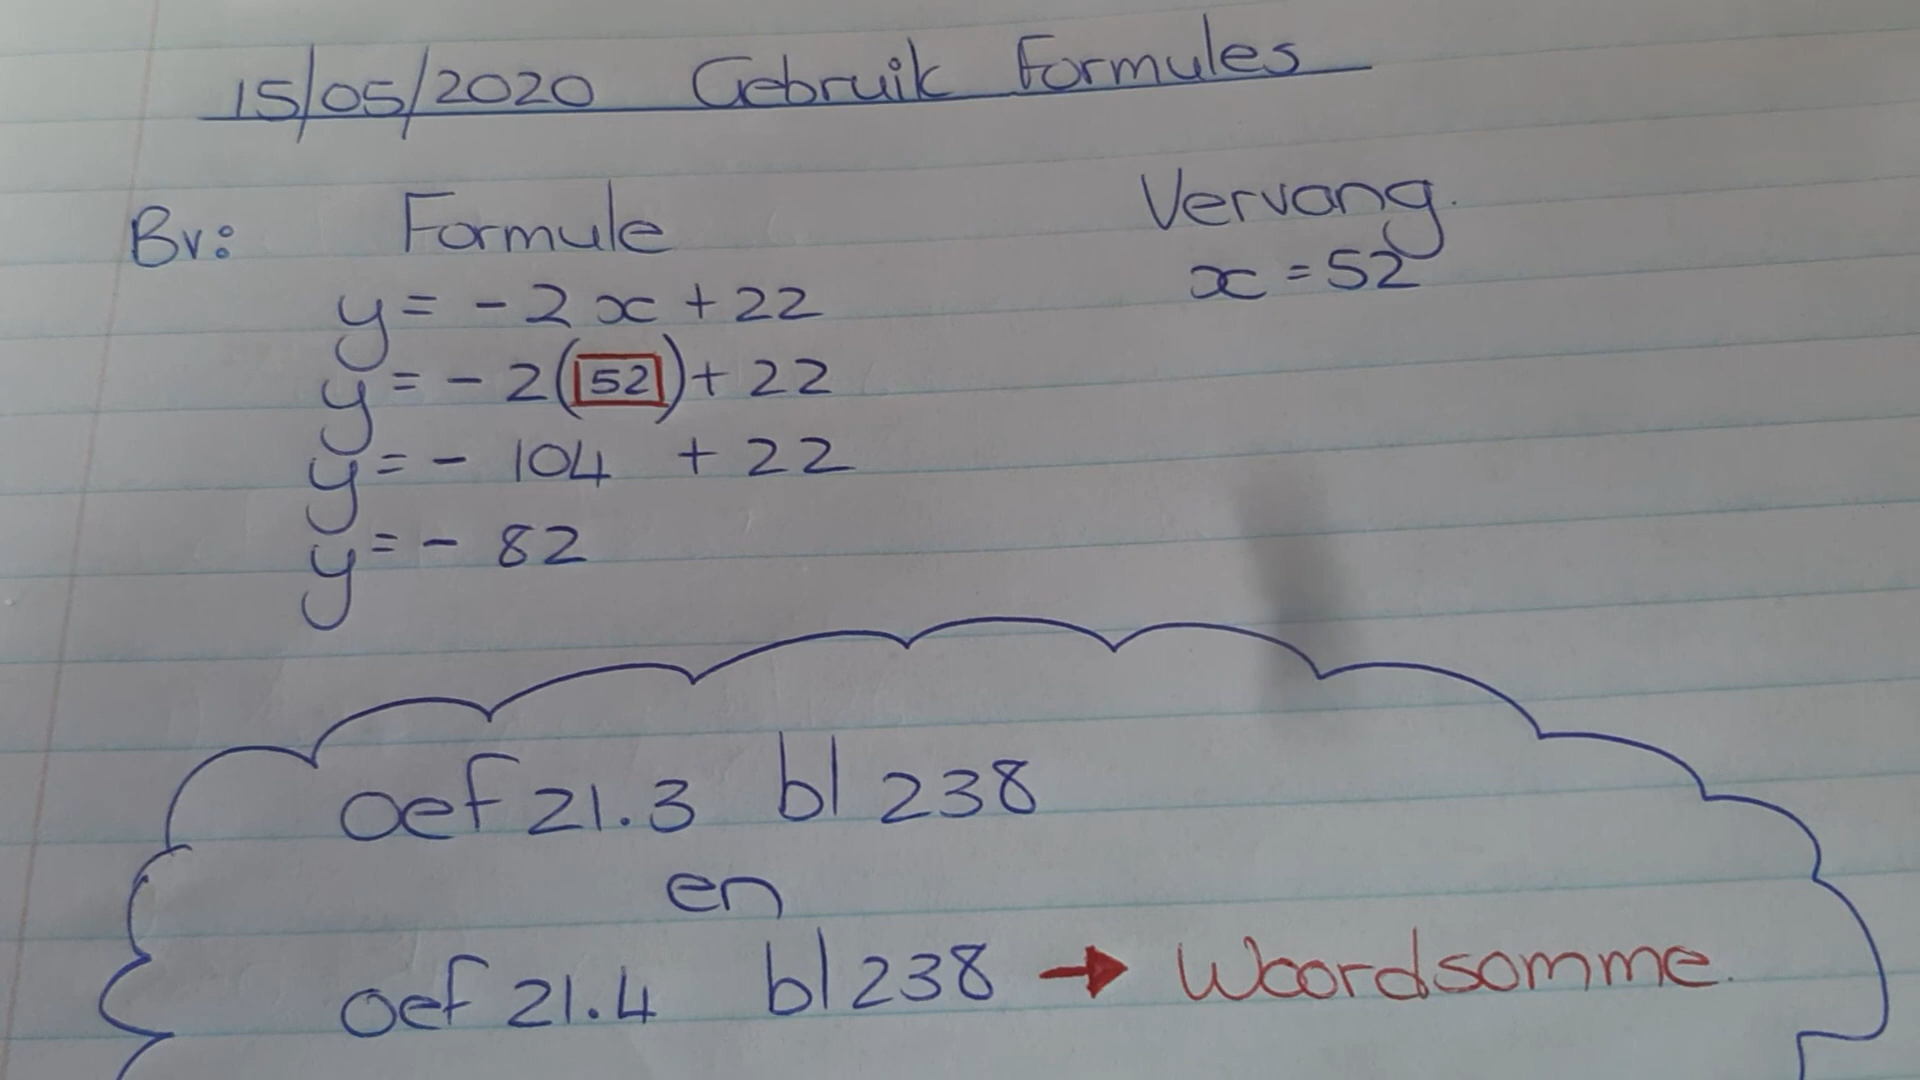 15/05/2020 Gebruik Formules
Bv: Formule Vervang.
x = 52
y = - 2x + 22
y = - 2(52) + 22
y = - 104 + 22
y = - 82
oef 21.3 bl 238
en
oef 21.4 bl 238 → Woordsomme.